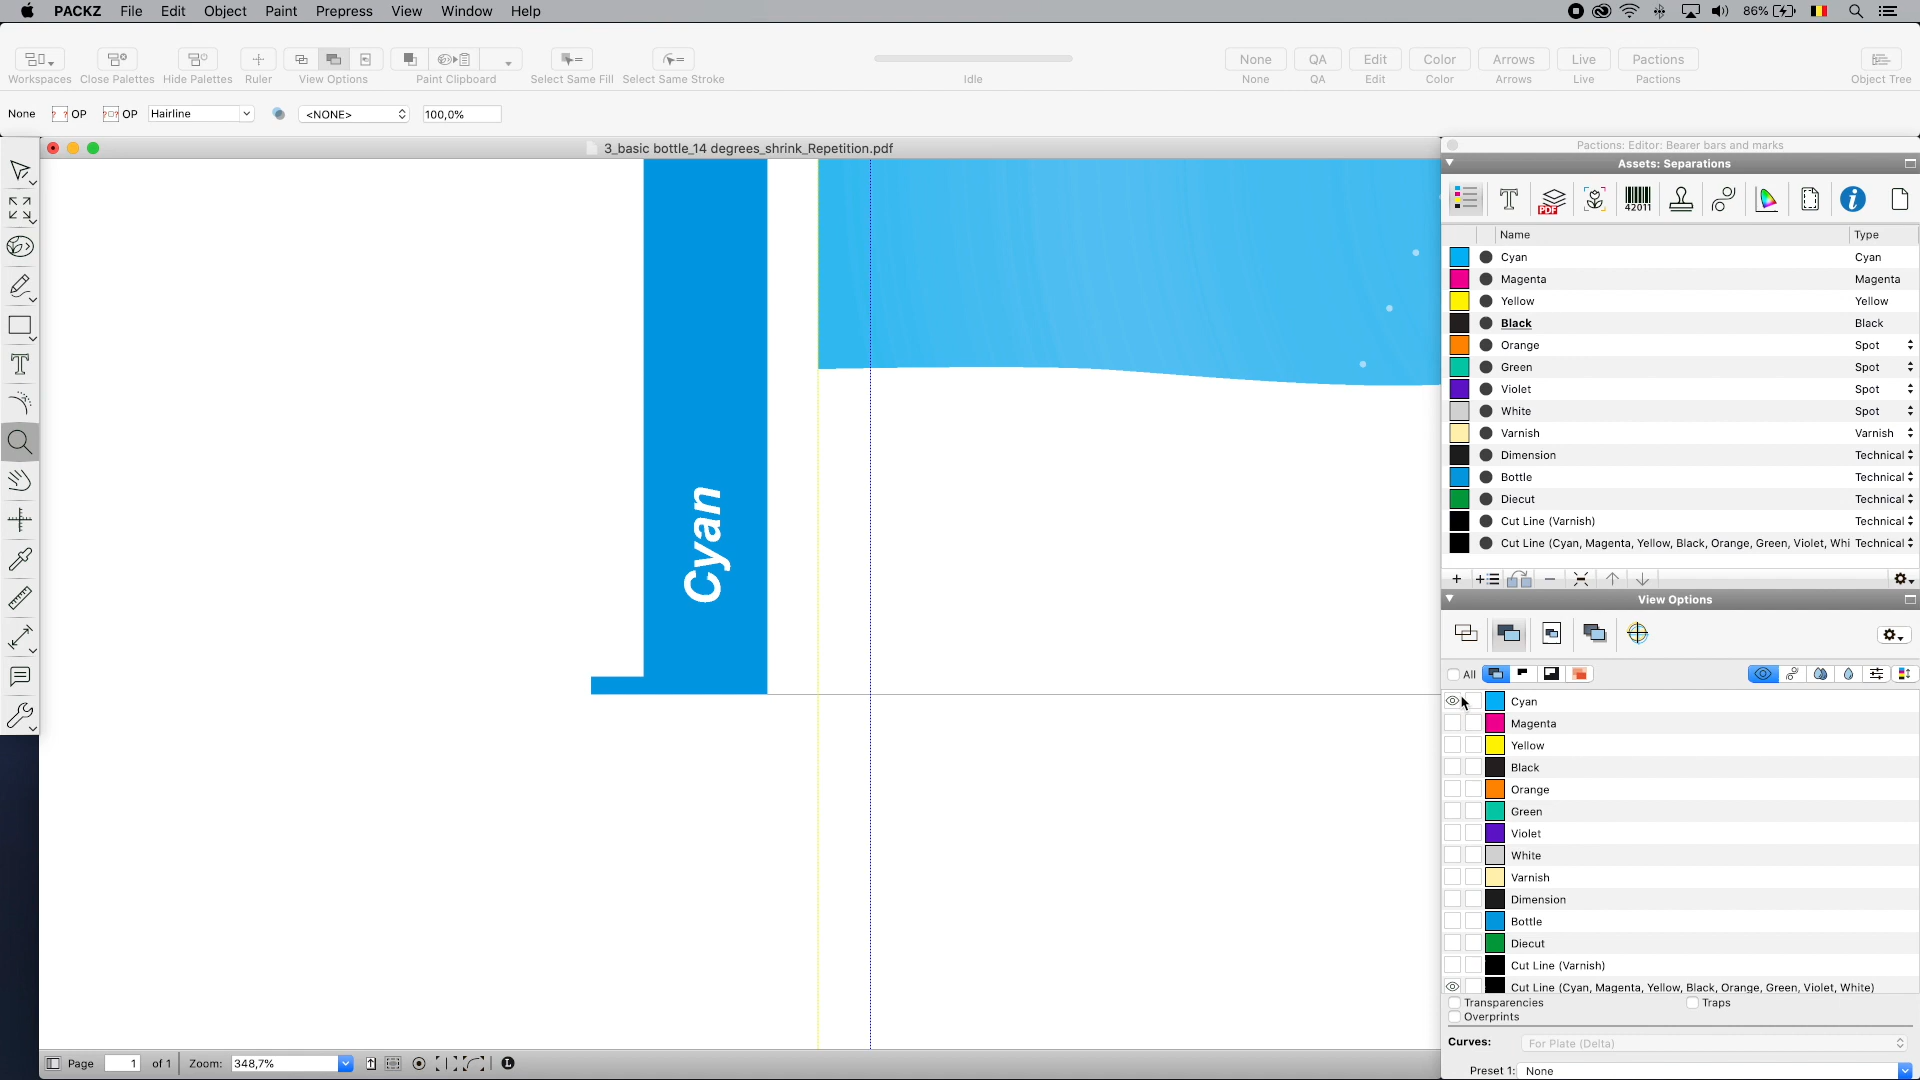 PACKZ File Edit Object Paint Prepress View Window Help
86%
Workspaces Close Palettes Hide Palettes Ruler View Options Paint Clipboard Select Same Fill Select Same Stroke
Idle
None QA Edit Color Arrows Live Pactions
None QA Edit Color Arrows Live Pactions Object Tree
None ? ? OP ? ? OP Hairline <NONE> 100,0%
3_basic bottle_14 degrees_shrink_Repetition.pdf
Cyan
Page 1 of 1 Zoom: 348,7% L
Pactions: Editor: Bearer bars and marks
Assets: Separations
T PDF 42011 i
Name Type
Cyan Cyan
Magenta Magenta
Yellow Yellow
Black Black
Orange Spot
Green Spot
Violet Spot
White Spot
Varnish Varnish
Dimension Technical
Bottle Technical
Diecut Technical
Cut Line (Varnish) Technical
Cut Line (Cyan, Magenta, Yellow, Black, Orange, Green, Violet, Whi Technical
View Options
All
Cyan
Magenta
Yellow
Black
Orange
Green
Violet
White
Varnish
Dimension
Bottle
Diecut
Cut Line (Varnish)
Cut Line (Cyan, Magenta, Yellow, Black, Orange, Green, Violet, White)
Transparencies Traps
Overprints
Curves: For Plate (Delta)
Preset 1: None